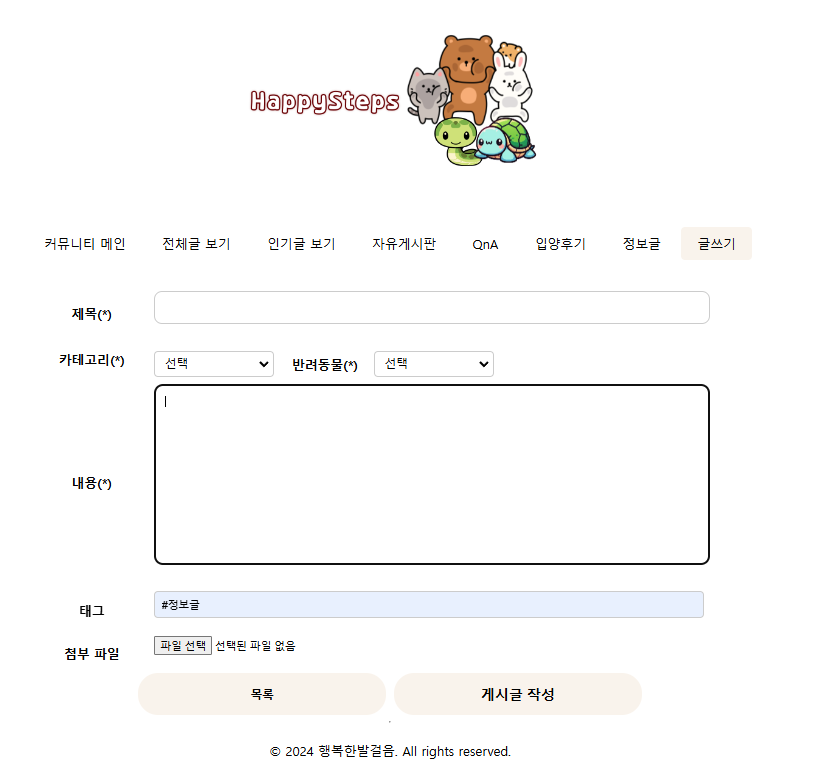 HappySteps
커뮤니티 메인 전체글 보기 인기글 보기 자유게시판 QnA 입양후기 정보글 글쓰기
제목(*)
카테고리(*) 선택 반려동물(*) 선택
내용(*)
태그 #정보글
첨부 파일 파일 선택 선택된 파일 없음
목록 게시글 작성
© 2024 행복한발걸음. All rights reserved.